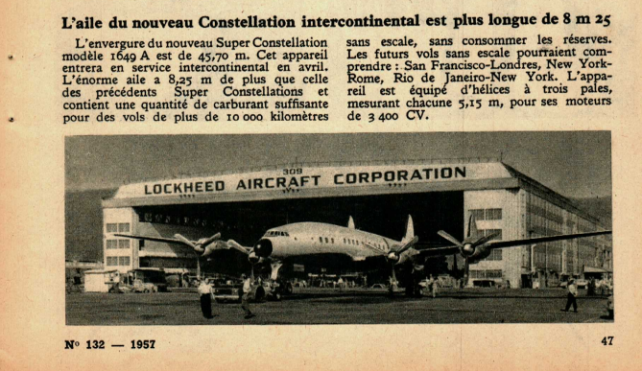 L'aile du nouveau Constellation intercontinental est plus longue de 8 m 25
L'envergure du nouveau Super Constellation
modèle 1649 A est de 45,70 m. Cet appareil
entrera en service intercontinental en avril.
L'énorme aile a 8,25 m de plus que celle
des précédents Super Constellations et
contient une quantité de carburant suffisante
pour des vols de plus de 10 000 kilomètres
sans escale, sans consommer les réserves.
Les futurs vols sans escale pourraient com-
prendre : San Francisco-Londres, New York-
Rome, Rio de Janeiro-New York. L'appa-
reil est équipé d'hélices à trois pales,
mesurant chacune 5,15 m, pour ses moteurs
de 3 400 CV.
309
LOCKHEED AIRCRAFT CORPORATION
Nº 132 — 1957
47